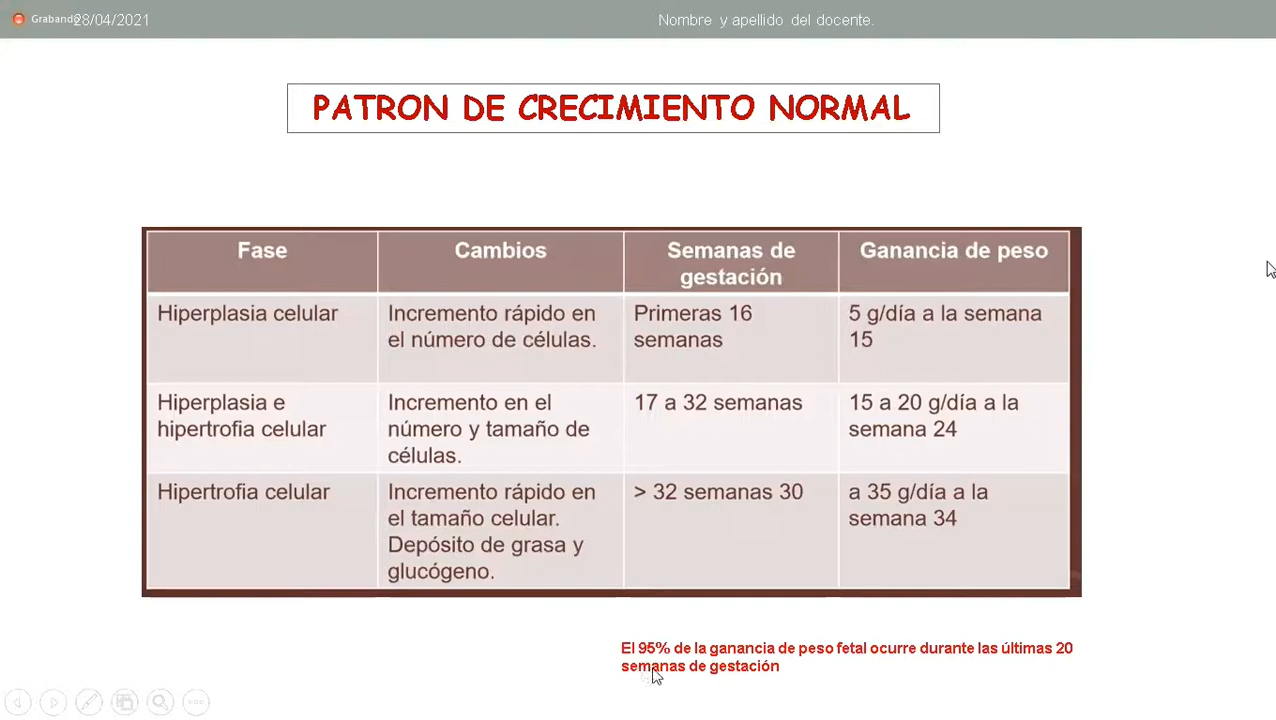 Grabando
28/04/2021
Nombre y apellido del docente.
PATRON DE CRECIMIENTO NORMAL
Fase
Cambios
Semanas de
gestación
Ganancia de peso
Hiperplasia celular
Incremento rápido en
el número de células.
Primeras 16
semanas
5 g/día a la semana
15
Hiperplasia e
hipertrofia celular
Incremento en el
número y tamaño de
células.
17 a 32 semanas
15 a 20 g/día a la
semana 24
Hipertrofia celular
Incremento rápido en
el tamaño celular.
Depósito de grasa y
glucógeno.
> 32 semanas 30
a 35 g/día a la
semana 34
El 95% de la ganancia de peso fetal ocurre durante las últimas 20
semanas de gestación